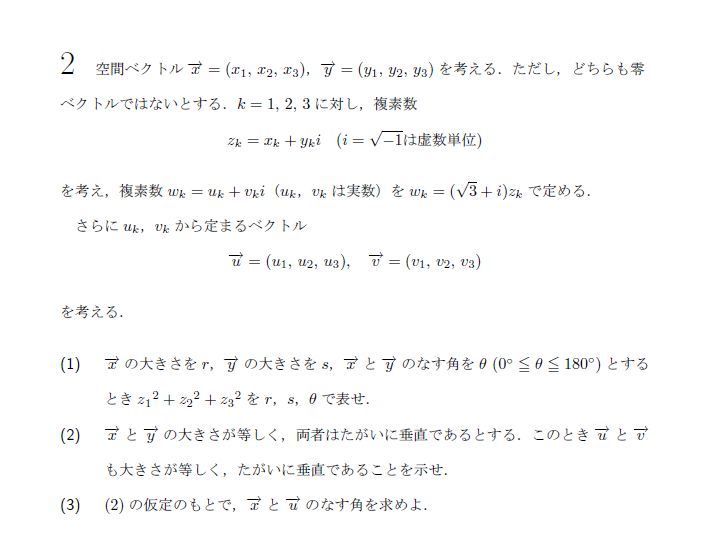 2 空間ベクトル $\overrightarrow{x} = (x_1, x_2, x_3)$, $\overrightarrow{y} = (y_1, y_2, y_3)$ を考える．ただし，どちらも零
ベクトルではないとする．$k = 1, 2, 3$ に対し，複素数
$z_k = x_k + y_k i$ ($i = \sqrt{-1}$は虚数単位)
を考え，複素数 $w_k = u_k + v_k i$（$u_k$，$v_k$ は実数）を $w_k = (\sqrt{3} + i)z_k$ で定める．
さらに $u_k$，$v_k$ から定まるベクトル
$\overrightarrow{u} = (u_1, u_2, u_3)$, $\overrightarrow{v} = (v_1, v_2, v_3)$
を考える．
(1) $\overrightarrow{x}$ の大きさを $r$，$\overrightarrow{y}$ の大きさを $s$，$\overrightarrow{x}$ と $\overrightarrow{y}$ のなす角を $\theta$ ($0^\circ \leqq \theta \leqq 180^\circ$) とする
とき $z_1{}^2 + z_2{}^2 + z_3{}^2$ を $r$，$s$，$\theta$ で表せ．
(2) $\overrightarrow{x}$ と $\overrightarrow{y}$ の大きさが等しく，両者はたがいに垂直であるとする．このとき $\overrightarrow{u}$ と $\overrightarrow{v}$
も大きさが等しく，たがいに垂直であることを示せ．
(3) (2) の仮定のもとで，$\overrightarrow{x}$ と $\overrightarrow{u}$ のなす角を求めよ．